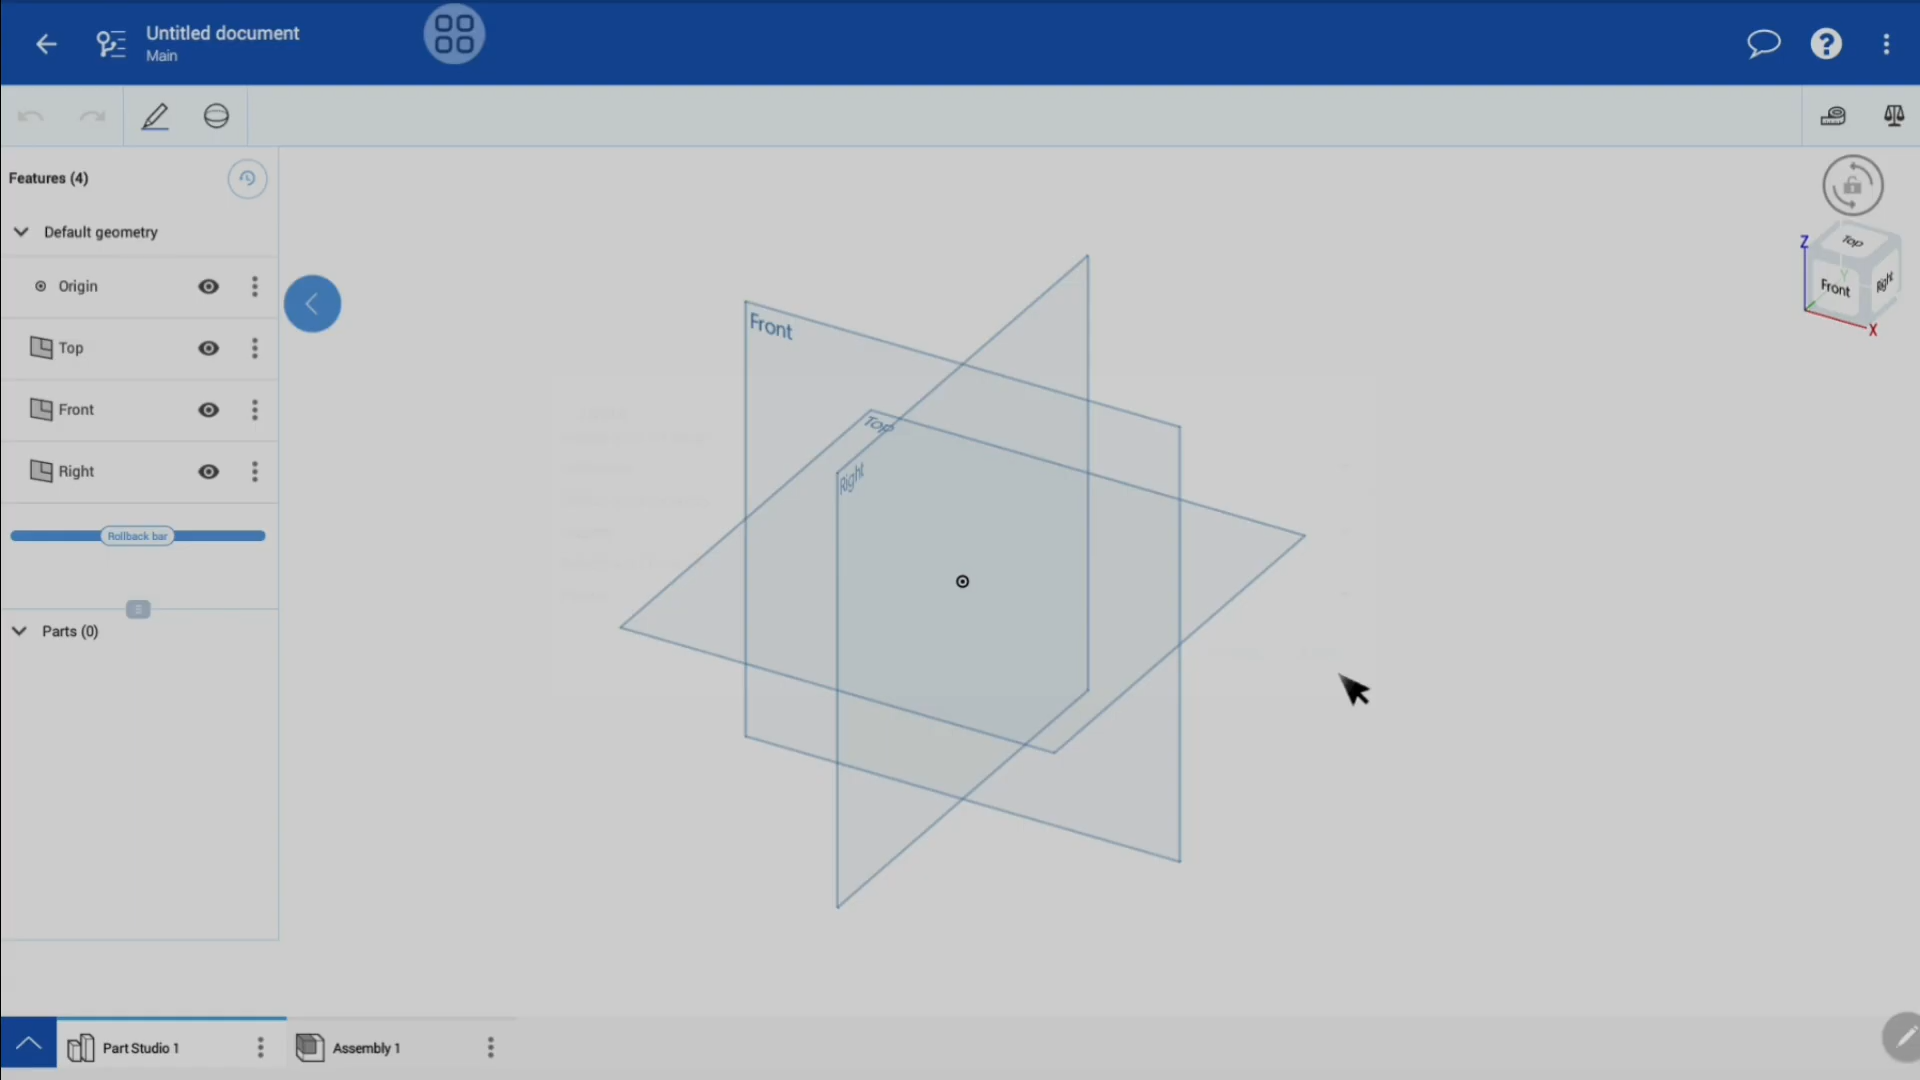 Untitled document
Main
Features (4)
Default geometry
Origin
Top
Front
Right
Rollback bar
Parts (0)
Front
Top
Right
Z
Top
Y
Front
Right
X
Part Studio 1
Assembly 1